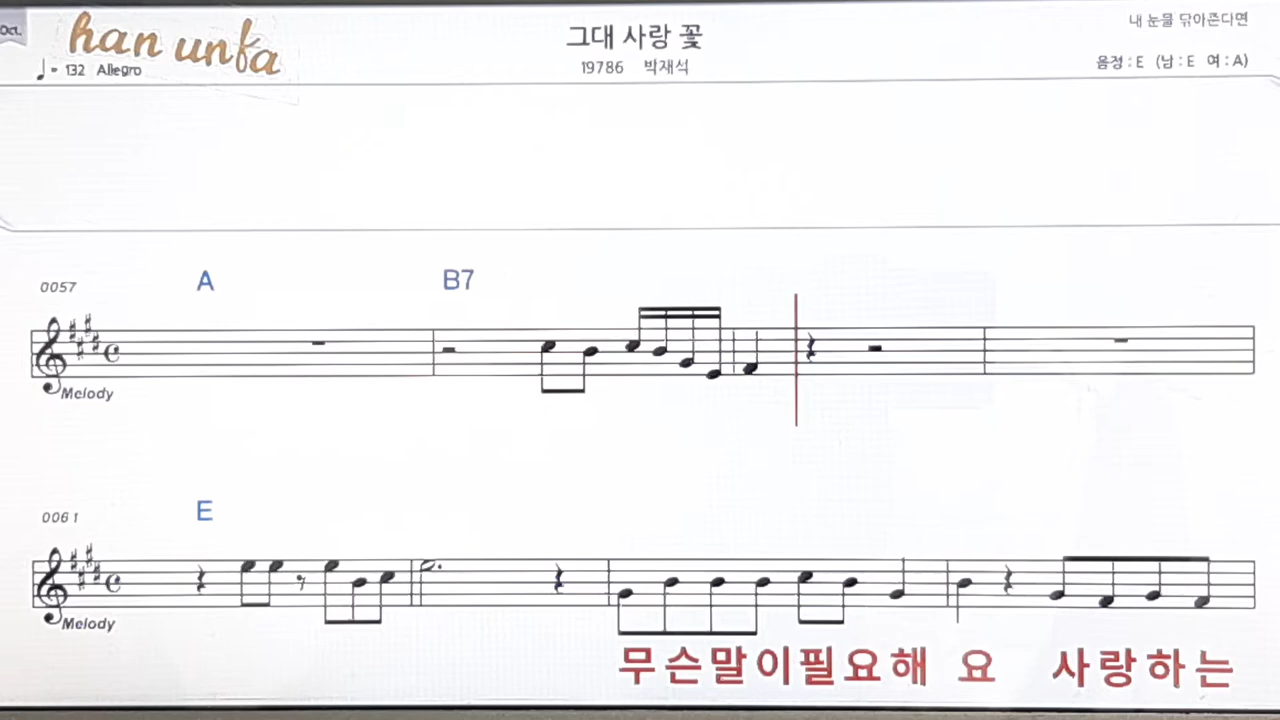 Oct.
han unfa
내 눈물 닦아준다면
그대 사랑 꽃
♩= 132 Allegro
19786 박재석
음정 : E (남 : E 여 : A)
0057
A
B7
Melody
0061
E
Melody
무슨말이필요해 요 사랑하는